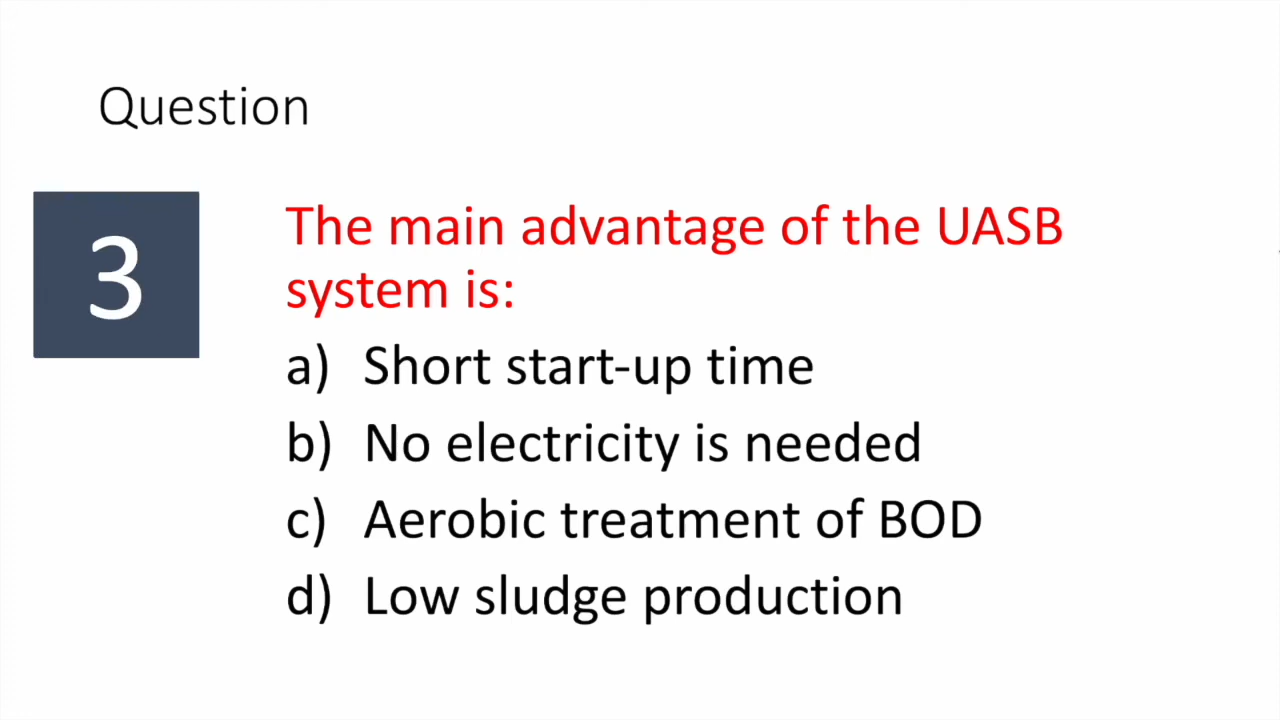 Question
3
The main advantage of the UASB
system is:
a) Short start-up time
b) No electricity is needed
c) Aerobic treatment of BOD
d) Low sludge production